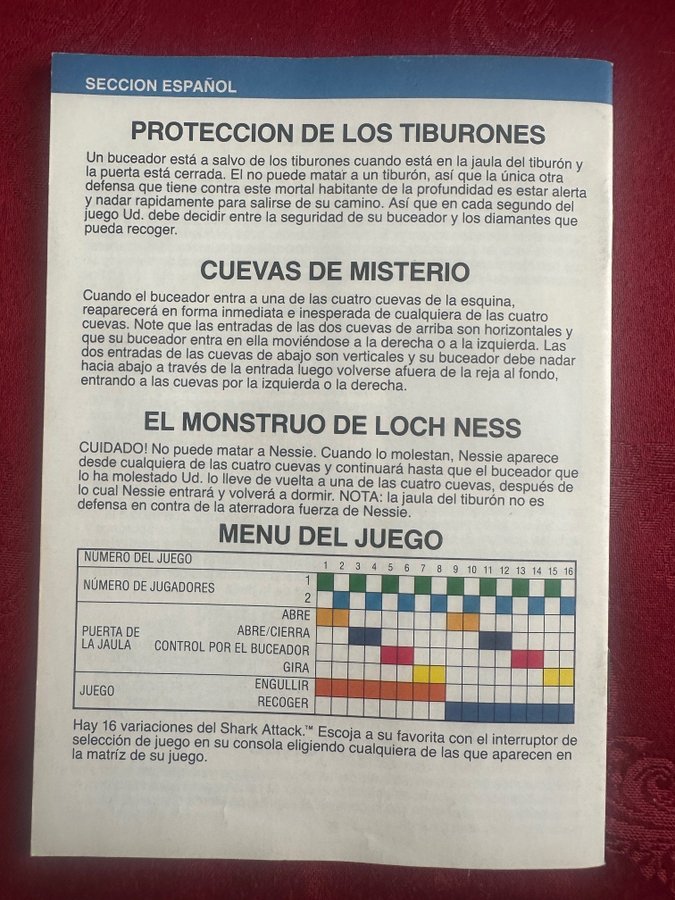 SECCION ESPAÑOL
PROTECCION DE LOS TIBURONES
Un buceador está a salvo de los tiburones cuando está en la jaula del tiburón y
la puerta está cerrada. El no puede matar a un tiburón, así que la única otra
defensa que tiene contra este mortal habitante de la profundidad es estar alerta
y nadar rapidamente para salirse de su camino. Así que en cada segundo del
juego Ud. debe decidir entre la seguridad de su buceador y los diamantes que
pueda recoger.
CUEVAS DE MISTERIO
Cuando el buceador entra a una de las cuatro cuevas de la esquina,
reaparecerá en forma inmediata e inesperada de cualquiera de las cuatro
cuevas. Note que las entradas de las dos cuevas de arriba son horizontales y
que su buceador entra en ella moviéndose a la derecha o a la izquierda. Las
dos entradas de las cuevas de abajo son verticales y su buceador debe nadar
hacia abajo a través de la entrada luego volverse afuera de la reja al fondo,
entrando a las cuevas por la izquierda o la derecha.
EL MONSTRUO DE LOCH NESS
CUIDADO! No puede matar a Nessie. Cuando lo molestan, Nessie aparece
desde cualquiera de las cuatro cuevas y continuará hasta que el buceador que
lo ha molestado Ud. lo lleve de vuelta a una de las cuatro cuevas, después de
lo cual Nessie entrará y volverá a dormir. NOTA: la jaula del tiburón no es
defensa en contra de la aterradora fuerza de Nessie.
MENU DEL JUEGO
NÚMERO DEL JUEGO 1 2 3 4 5 6 7 8 9 10 11 12 13 14 15 16
NÚMERO DE JUGADORES 1
2
PUERTA DE LA JAULA ABRE
ABRE/CIERRA
CONTROL POR EL BUCEADOR
GIRA
JUEGO ENGULLIR
RECOGER
Hay 16 variaciones del Shark Attack.™ Escoja a su favorita con el interruptor de
selección de juego en su consola eligiendo cualquiera de las que aparecen en
la matríz de su juego.